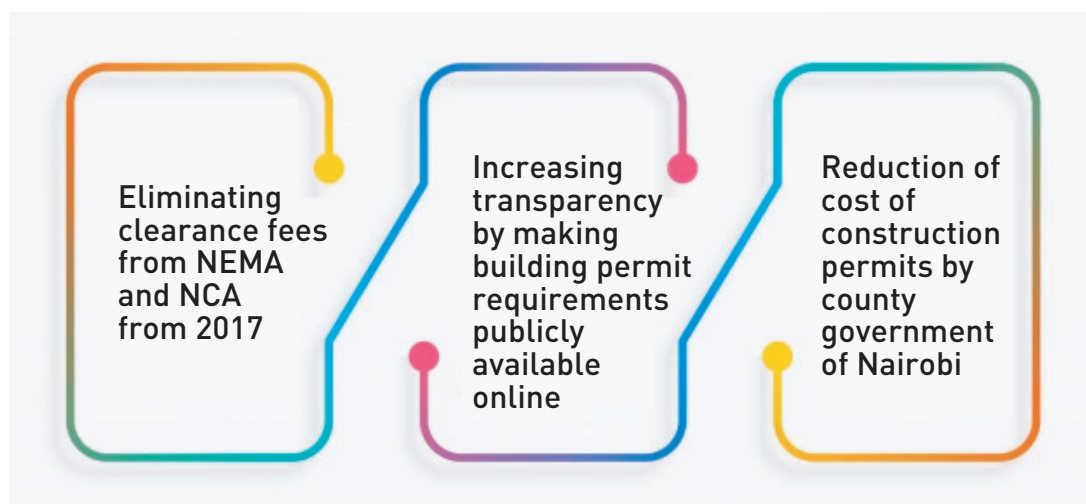 Eliminating
clearance fees
from NEMA
and NCA
from 2017
Increasing
transparency
by making
building permit
requirements
publicly
available
online
Reduction of
cost of
construction
permits by
county
government
of Nairobi